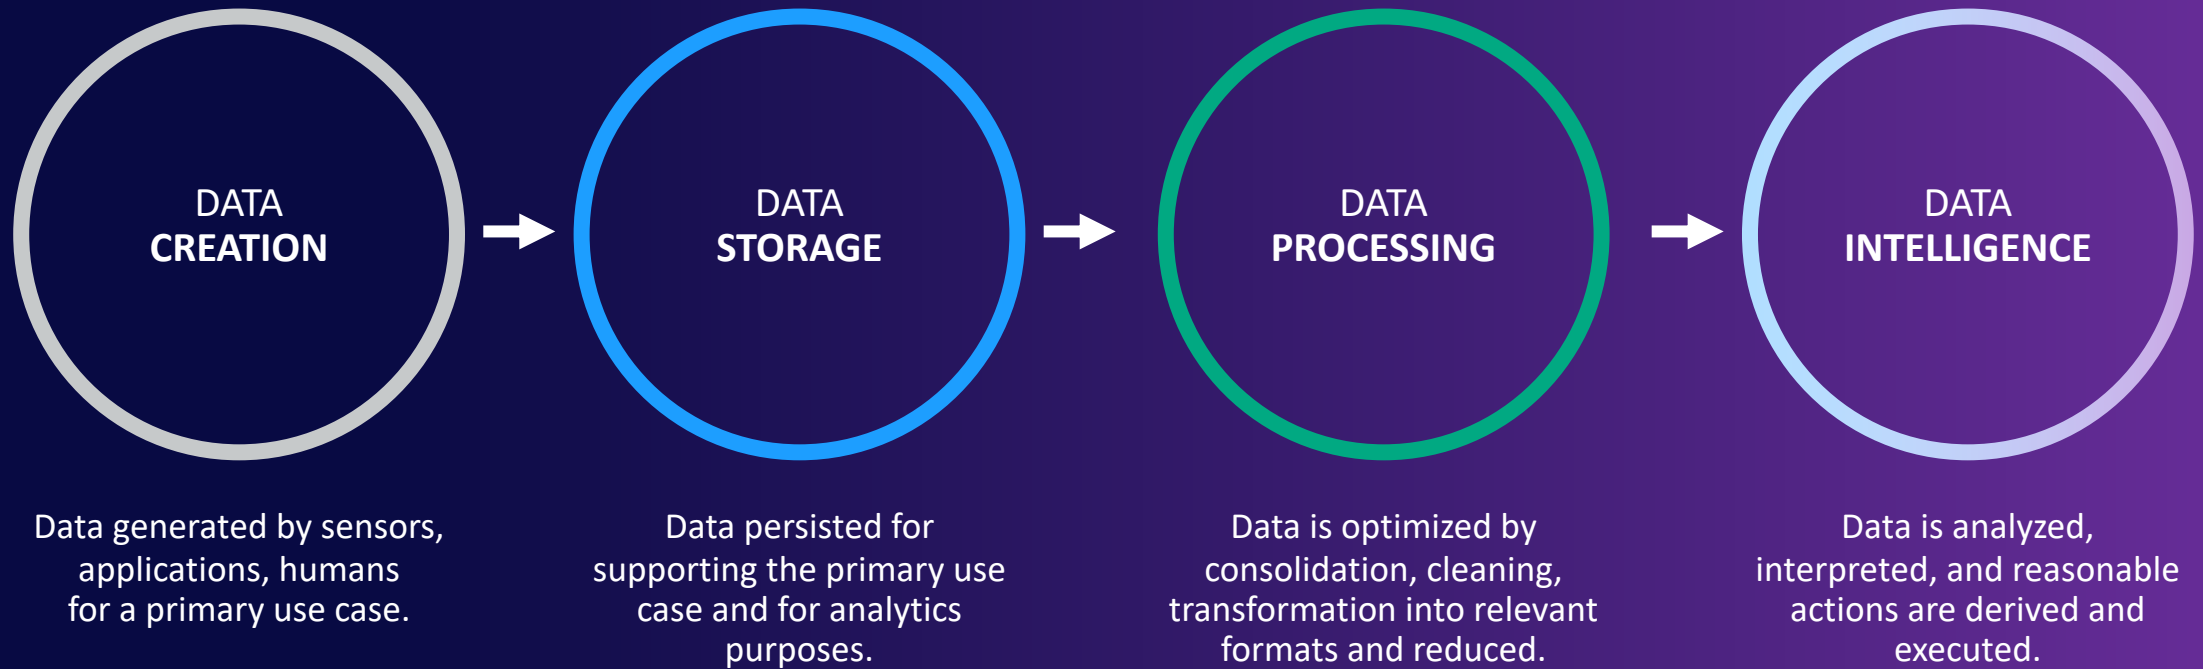 DATA
CREATION
DATA
STORAGE
DATA
PROCESSING
DATA
INTELLIGENCE
Data generated by sensors,
applications, humans
for a primary use case.
Data persisted for
supporting the primary use
case and for analytics
purposes.
Data is optimized by
consolidation, cleaning,
transformation into relevant
formats and reduced.
Data is analyzed,
interpreted, and reasonable
actions are derived and
executed.